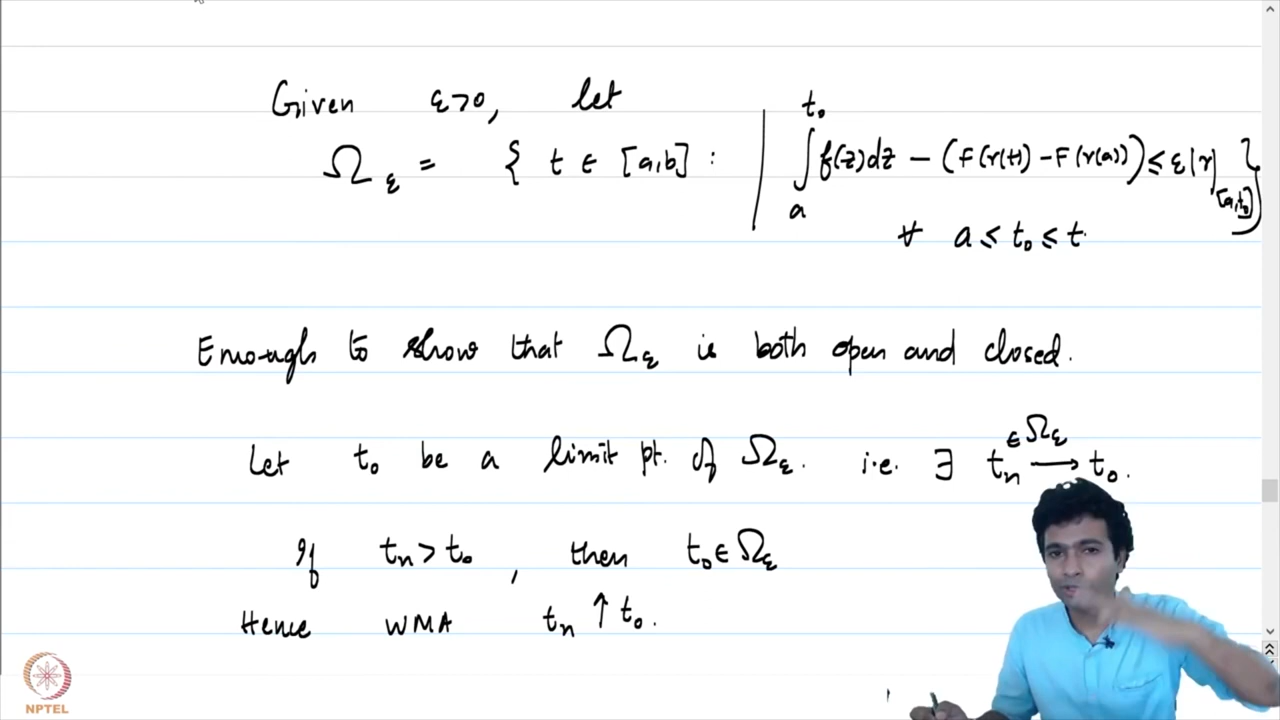 Given ε>0, let
Ω_ε = { t ∈ [a,b] : | ∫_a^{t₀} f(z)dz − (F(γ(t)) − F(γ(a))) ≤ ε|γ|_{[a,t₀]} }
∀ a ≤ t₀ ≤ t.
Enough to show that Ω_ε is both open and closed.
Let t₀ be a limit pt. of Ω_ε. i.e. ∃ t_n ∈ Ω_ε → t₀.
If t_n > t₀, then t₀ ∈ Ω_ε
Hence WMA t_n ↑ t₀.
NPTEL